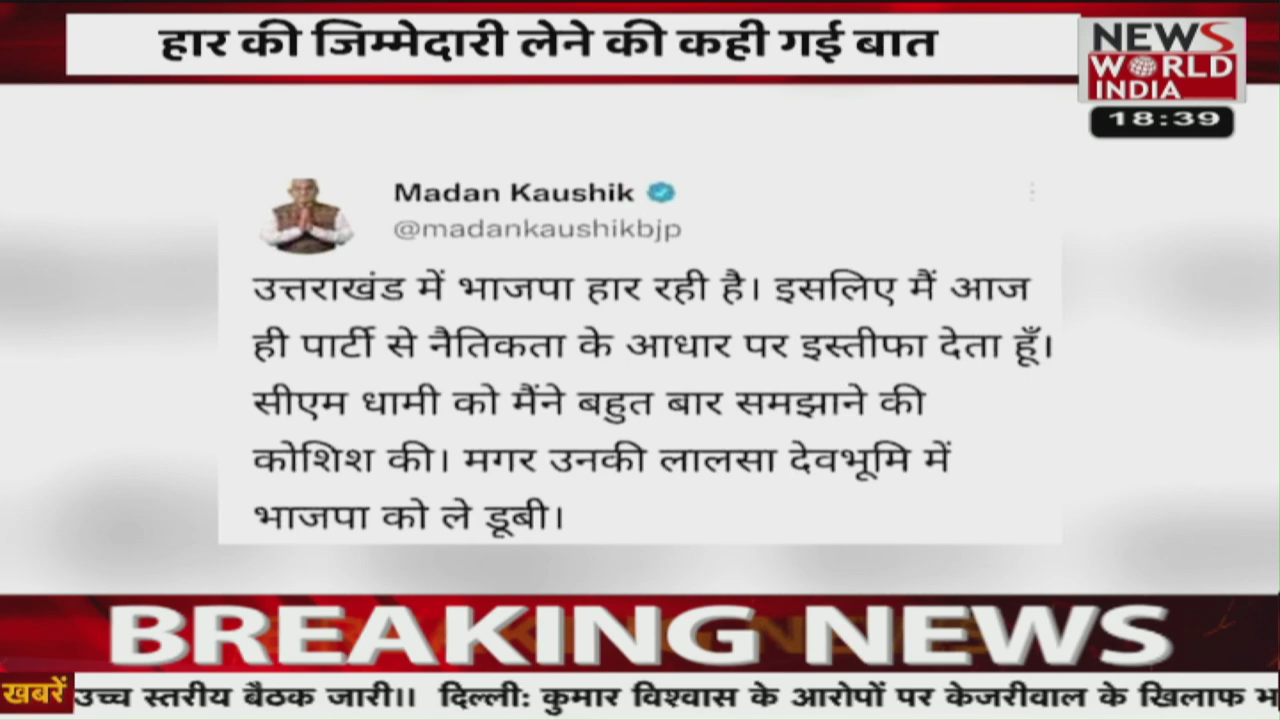 हार की जिम्मेदारी लेने की कही गई बात
NEWS
WORLD
INDIA
18:39
Madan Kaushik
@madankaushikbjp
उत्तराखंड में भाजपा हार रही है। इसलिए मैं आज
ही पार्टी से नैतिकता के आधार पर इस्तीफा देता हूँ।
सीएम धामी को मैंने बहुत बार समझाने की
कोशिश की। मगर उनकी लालसा देवभूमि में
भाजपा को ले डूबी।
BREAKING NEWS
खबरें उच्च स्तरीय बैठक जारी।। दिल्ली: कुमार विश्वास के आरोपों पर केजरीवाल के खिलाफ